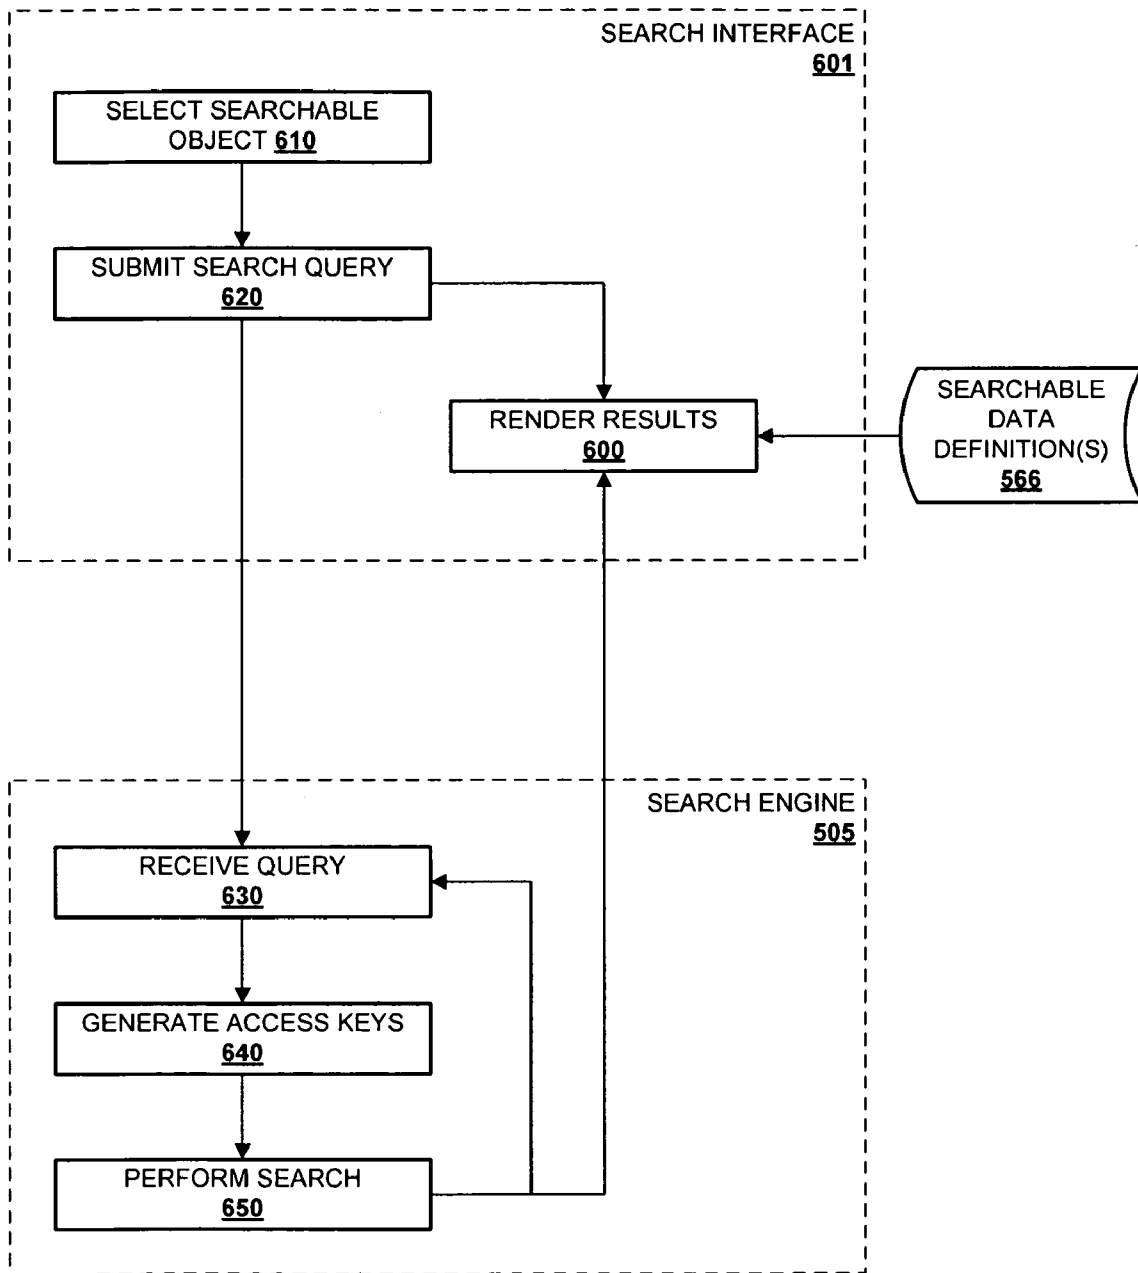 SEARCH INTERFACE
601
SELECT SEARCHABLE
OBJECT 610
SUBMIT SEARCH QUERY
620
RENDER RESULTS
600
SEARCHABLE
DATA
DEFINITION(S)
566
SEARCH ENGINE
505
RECEIVE QUERY
630
GENERATE ACCESS KEYS
640
PERFORM SEARCH
650